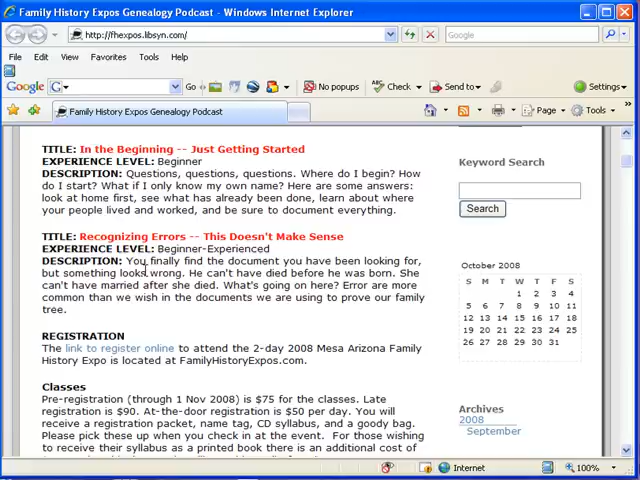 Family History Expos Genealogy Podcast - Windows Internet Explorer
http://fhexpos.libsyn.com/
Google
File Edit View Favorites Tools Help
Google G Go No popups Check Send to Settings
Family History Expos Genealogy Podcast Page Tools
TITLE: In the Beginning -- Just Getting Started
EXPERIENCE LEVEL: Beginner
DESCRIPTION: Questions, questions, questions. Where do I begin? How
do I start? What if I only know my own name? Here are some answers:
look at home first, see what has already been done, learn about where
your people lived and worked, and be sure to document everything.
TITLE: Recognizing Errors -- This Doesn't Make Sense
EXPERIENCE LEVEL: Beginner-Experienced
DESCRIPTION: You finally find the document you have been looking for,
but something looks wrong. He can't have died before he was born. She
can't have married after she died. What's going on here? Error are more
common than we wish in the documents we are using to prove our family
tree.
REGISTRATION
The link to register online to attend the 2-day 2008 Mesa Arizona Family
History Expo is located at FamilyHistoryExpos.com.
Classes
Pre-registration (through 1 Nov 2008) is $75 for the classes. Late
registration is $90. At-the-door registration is $50 per day. You will
receive a registration packet, name tag, CD syllabus, and a goody bag.
Please pick these up when you check in at the event. For those wishing
to receive their syllabus as a printed book there is an additional cost of
Keyword Search
Search
October 2008
S M T W T F S
1 2 3 4
5 6 7 8 9 10 11
12 13 14 15 16 17 18
19 20 21 22 23 24 25
26 27 28 29 30 31
Archives
2008
September
Internet 100%